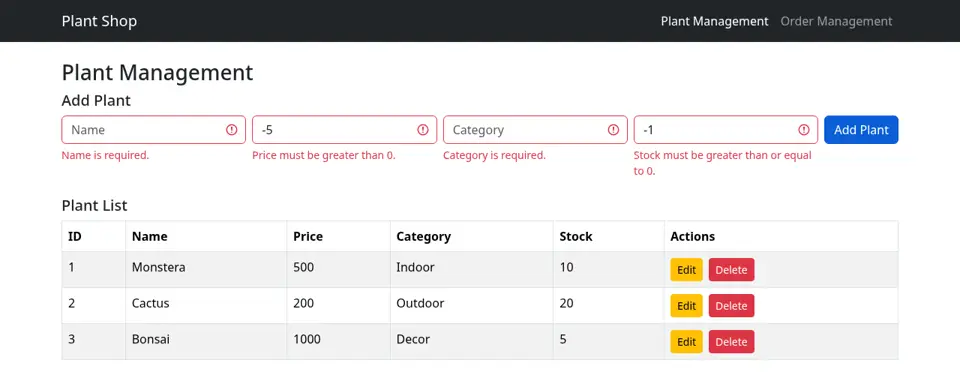 Plant Shop Plant Management Order Management
Plant Management
Add Plant
Name -5 Category -1 Add Plant
Name is required. Price must be greater than 0. Category is required. Stock must be greater than or equal
to 0.
Plant List
ID Name Price Category Stock Actions
1 Monstera 500 Indoor 10 Edit Delete
2 Cactus 200 Outdoor 20 Edit Delete
3 Bonsai 1000 Decor 5 Edit Delete